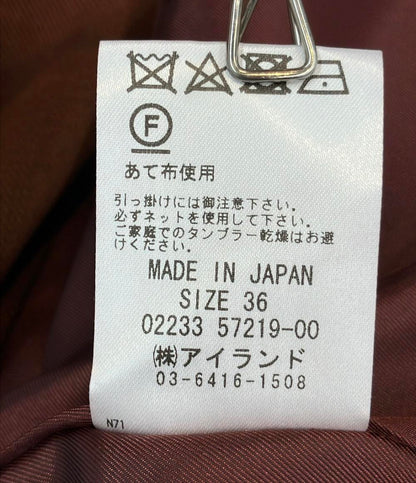 F
あて布使用
引っ掛けには御注意下さい。
必ずネットを使用して下さい。
ご家庭でのタンブラー乾燥はお避
けください。
MADE IN JAPAN
SIZE 36
02233 57219-00
㈱アイランド
03-6416-1508
N71